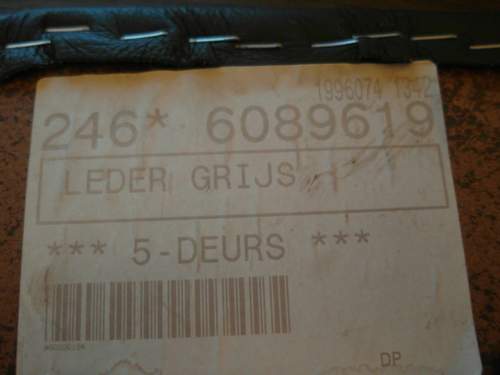 1996074 1342
246* 6089619
LEDER GRIJS
*** 5-DEURS ***
DP